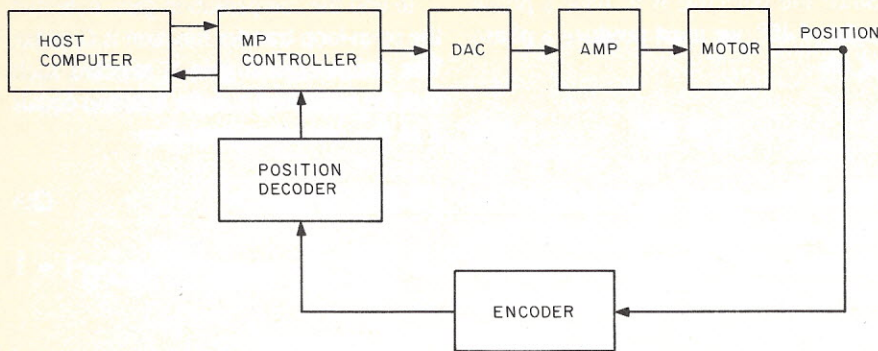 HOST
COMPUTER
MP
CONTROLLER
DAC
AMP
MOTOR
POSITION
POSITION
DECODER
ENCODER